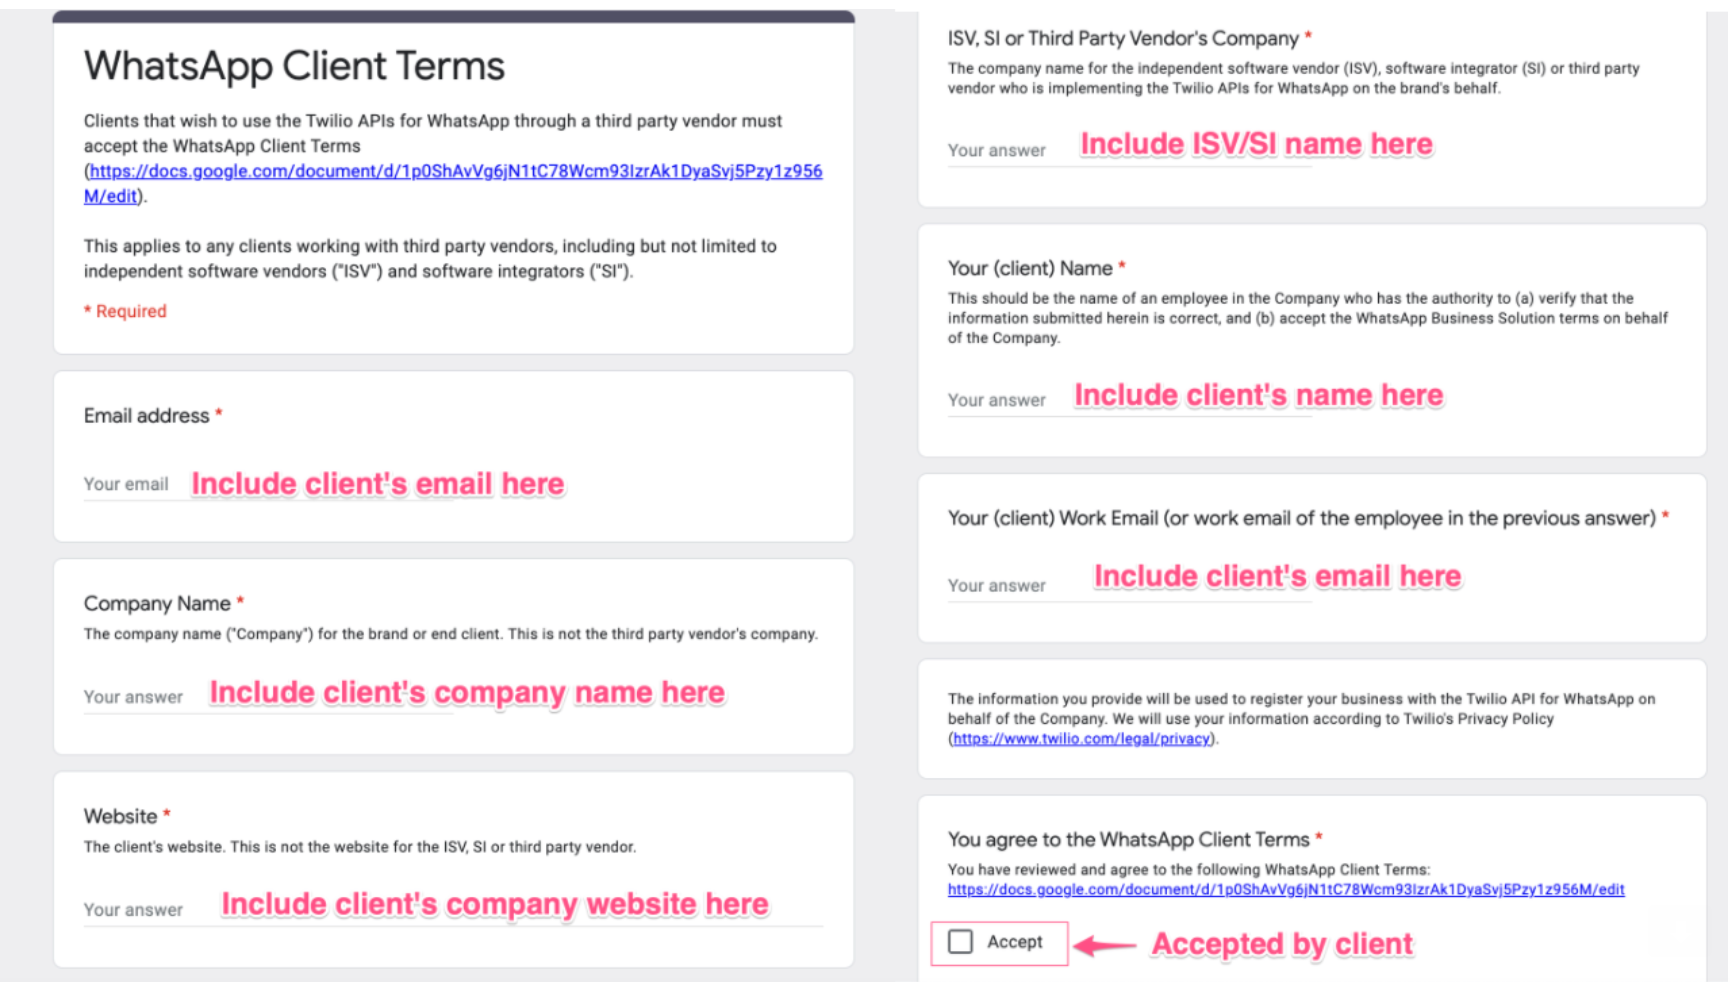 WhatsApp Client Terms
Clients that wish to use the Twilio APIs for WhatsApp through a third party vendor must
accept the WhatsApp Client Terms
(https://docs.google.com/document/d/1p0ShAvVg6jN1tC78Wcm93IzrAk1DyaSvj5Pzy1z956
M/edit).
This applies to any clients working with third party vendors, including but not limited to
independent software vendors ("ISV") and software integrators ("SI").
* Required
Email address *
Your email Include client's email here
Company Name *
The company name ("Company") for the brand or end client. This is not the third party vendor's company.
Your answer Include client's company name here
Website *
The client's website. This is not the website for the ISV, SI or third party vendor.
Your answer Include client's company website here
ISV, SI or Third Party Vendor's Company *
The company name for the independent software vendor (ISV), software integrator (SI) or third party
vendor who is implementing the Twilio APIs for WhatsApp on the brand's behalf.
Your answer Include ISV/SI name here
Your (client) Name *
This should be the name of an employee in the Company who has the authority to (a) verify that the
information submitted herein is correct, and (b) accept the WhatsApp Business Solution terms on behalf
of the Company.
Your answer Include client's name here
Your (client) Work Email (or work email of the employee in the previous answer) *
Your answer Include client's email here
The information you provide will be used to register your business with the Twilio API for WhatsApp on
behalf of the Company. We will use your information according to Twilio's Privacy Policy
(https://www.twilio.com/legal/privacy).
You agree to the WhatsApp Client Terms *
You have reviewed and agree to the following WhatsApp Client Terms:
https://docs.google.com/document/d/1p0ShAvVg6jN1tC78Wcm93IzrAk1DyaSvj5Pzy1z956M/edit
Accept Accepted by client